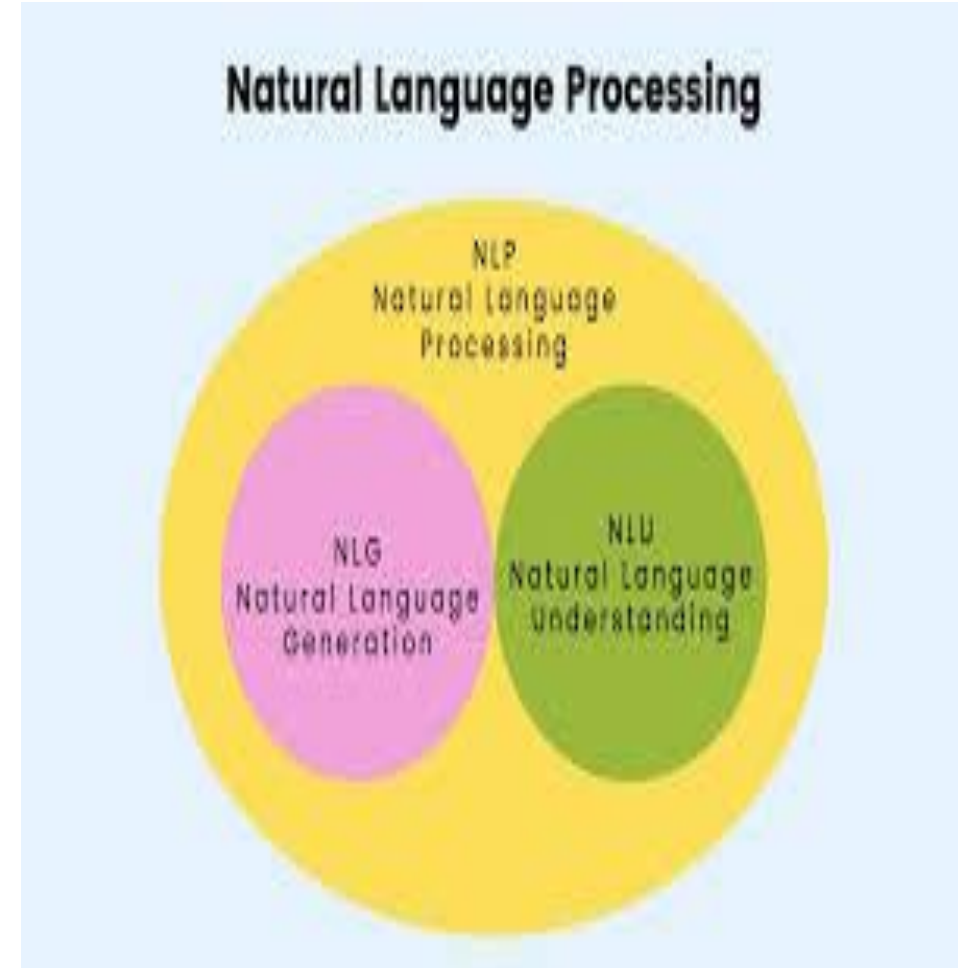 Natural Language Processing
NLP
Natural Language
Processing
NLG
Natural Language
Generation
NLU
Natural Language
Understanding